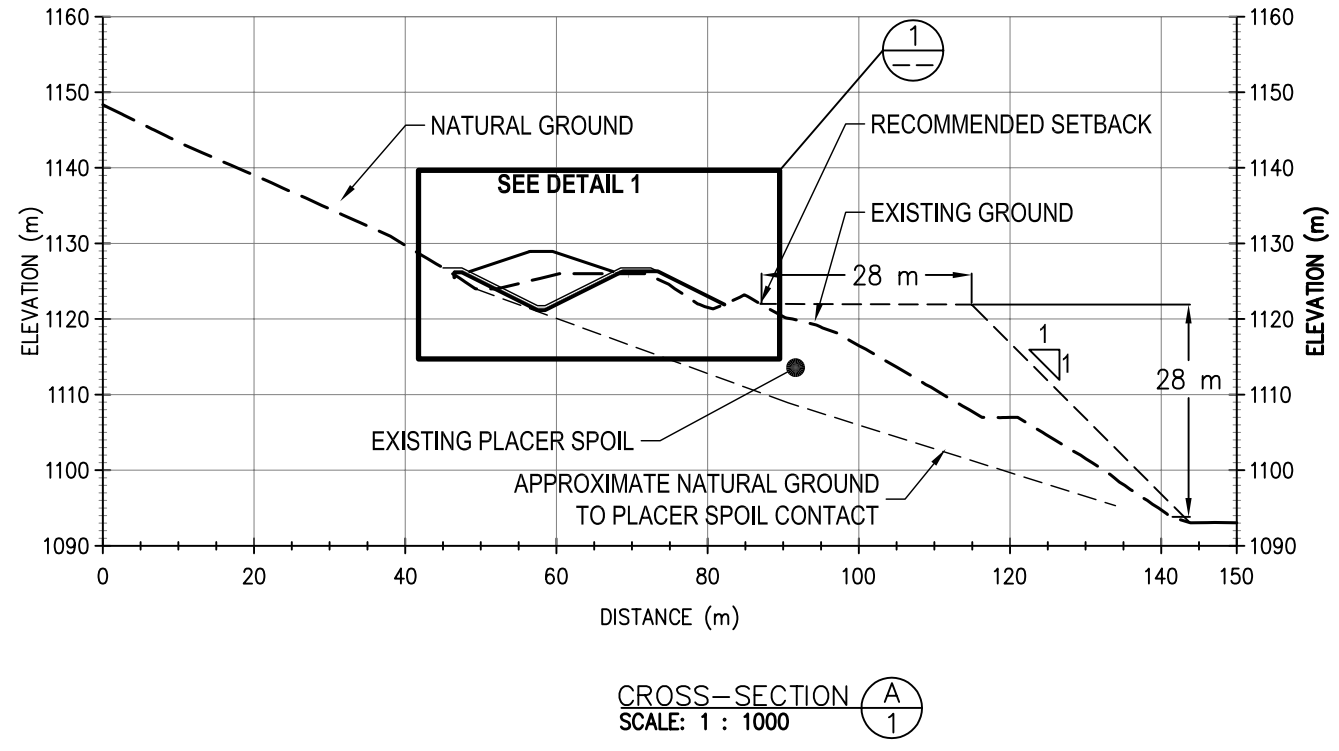 1160
1150
1140
1130
1120
1110
1100
1090
ELEVATION (m)
1160
1150
1140
1130
1120
1110
1100
1090
ELEVATION (m)
1
NATURAL GROUND
RECOMMENDED SETBACK
SEE DETAIL 1
EXISTING GROUND
28 m
1
1
28 m
EXISTING PLACER SPOIL
APPROXIMATE NATURAL GROUND
TO PLACER SPOIL CONTACT
0 20 40 60 80 100 120 140 150
DISTANCE (m)
CROSS-SECTION A
SCALE: 1 : 1000 1